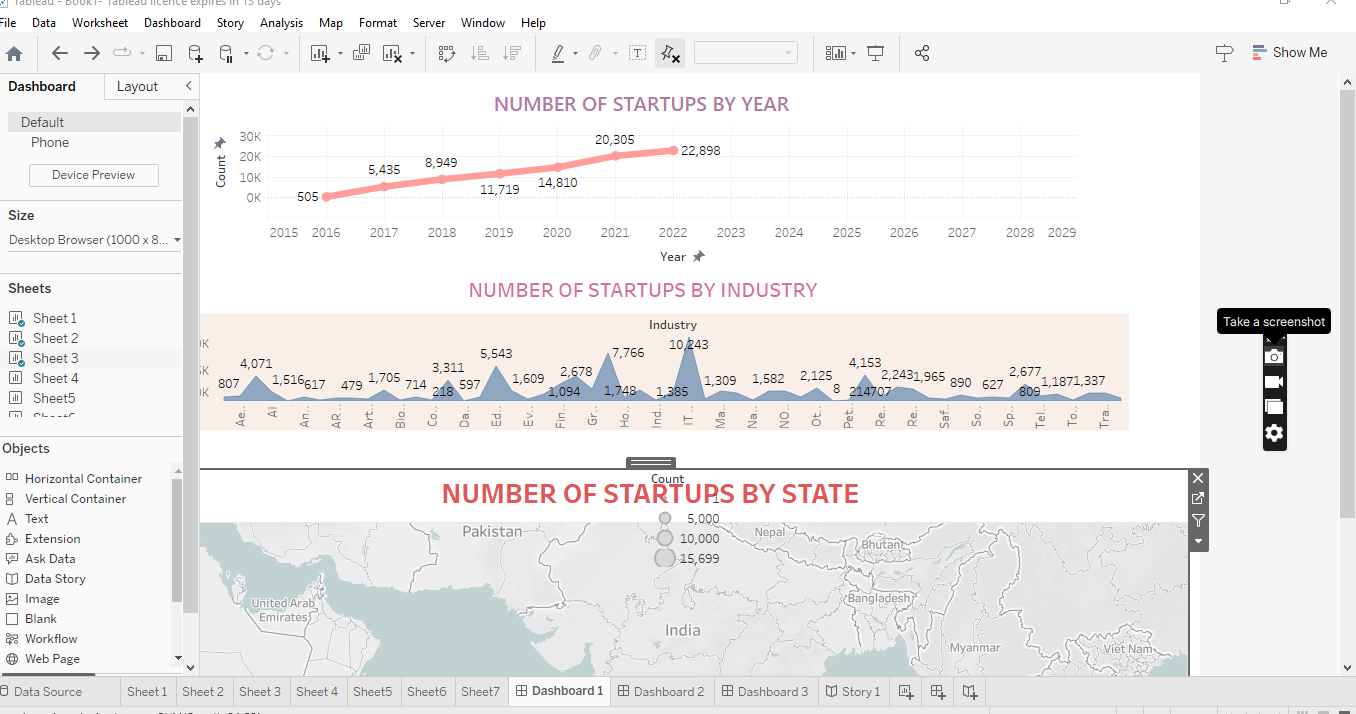 Tableau - Book1- Tableau licence expires in 13 days
File Data Worksheet Dashboard Story Analysis Map Format Server Window Help
Show Me
Dashboard Layout
Default
Phone
Device Preview
Size
Desktop Browser (1000 x 8...
Sheets
Sheet 1
Sheet 2
Sheet 3
Sheet 4
Sheet5
Sheet6
Objects
Horizontal Container
Vertical Container
Text
Extension
Ask Data
Data Story
Image
Blank
Workflow
Web Page
NUMBER OF STARTUPS BY YEAR
Count
30K
20K
10K
0K
505 5,435 8,949 11,719 14,810 20,305 22,898
2015 2016 2017 2018 2019 2020 2021 2022 2023 2024 2025 2026 2027 2028 2029
Year
NUMBER OF STARTUPS BY INDUSTRY
Industry
0K
5K
0K
807 4,071 1,516 617 479 1,705 714 3,311 218 597 5,543 1,609 1,094 2,678 7,766 1,748 1,385 10,243 1,309 1,582 2,125 8 4,153 214 707 2,243 1,965 890 627 2,677 809 1,187 1,337
Ae.. AI An.. AR.. Art.. Bio.. Co.. Da.. Ed.. Ev.. Fin.. Gr.. Ho.. Ind.. IT .. Ma.. Na.. NO.. Ot.. Pet.. Re.. Re.. Saf.. So.. Sp.. Tel.. To.. Tra..
Take a screenshot
Count
NUMBER OF STARTUPS BY STATE
1
5,000
10,000
15,699
Pakistan
Nepal
Bhutan
United Arab
Emirates
Bangladesh
India
Myanmar
Viet Nam
Data Source Sheet 1 Sheet 2 Sheet 3 Sheet 4 Sheet5 Sheet6 Sheet7 Dashboard 1 Dashboard 2 Dashboard 3 Story 1